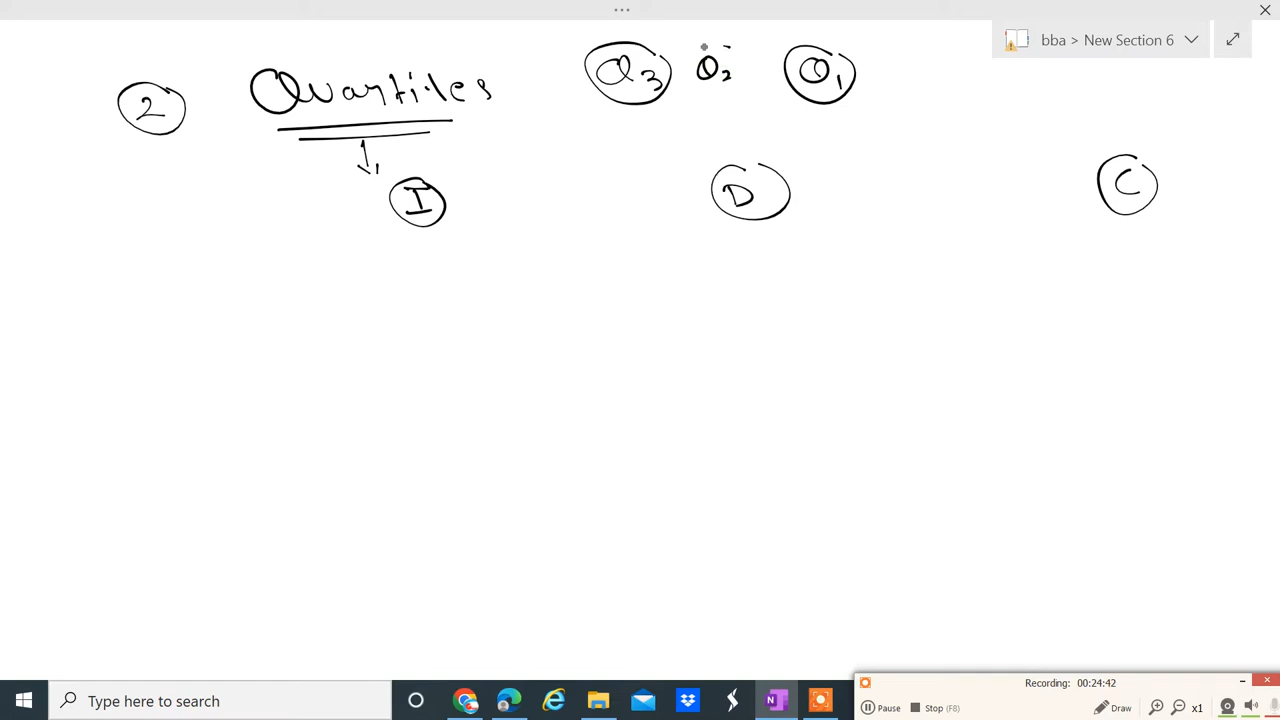 bba > New Section 6
2 Quartiles Q3 Q2 Q1
I D C
Recording: 00:24:42
Type here to search
Pause Stop (F8) Draw x1